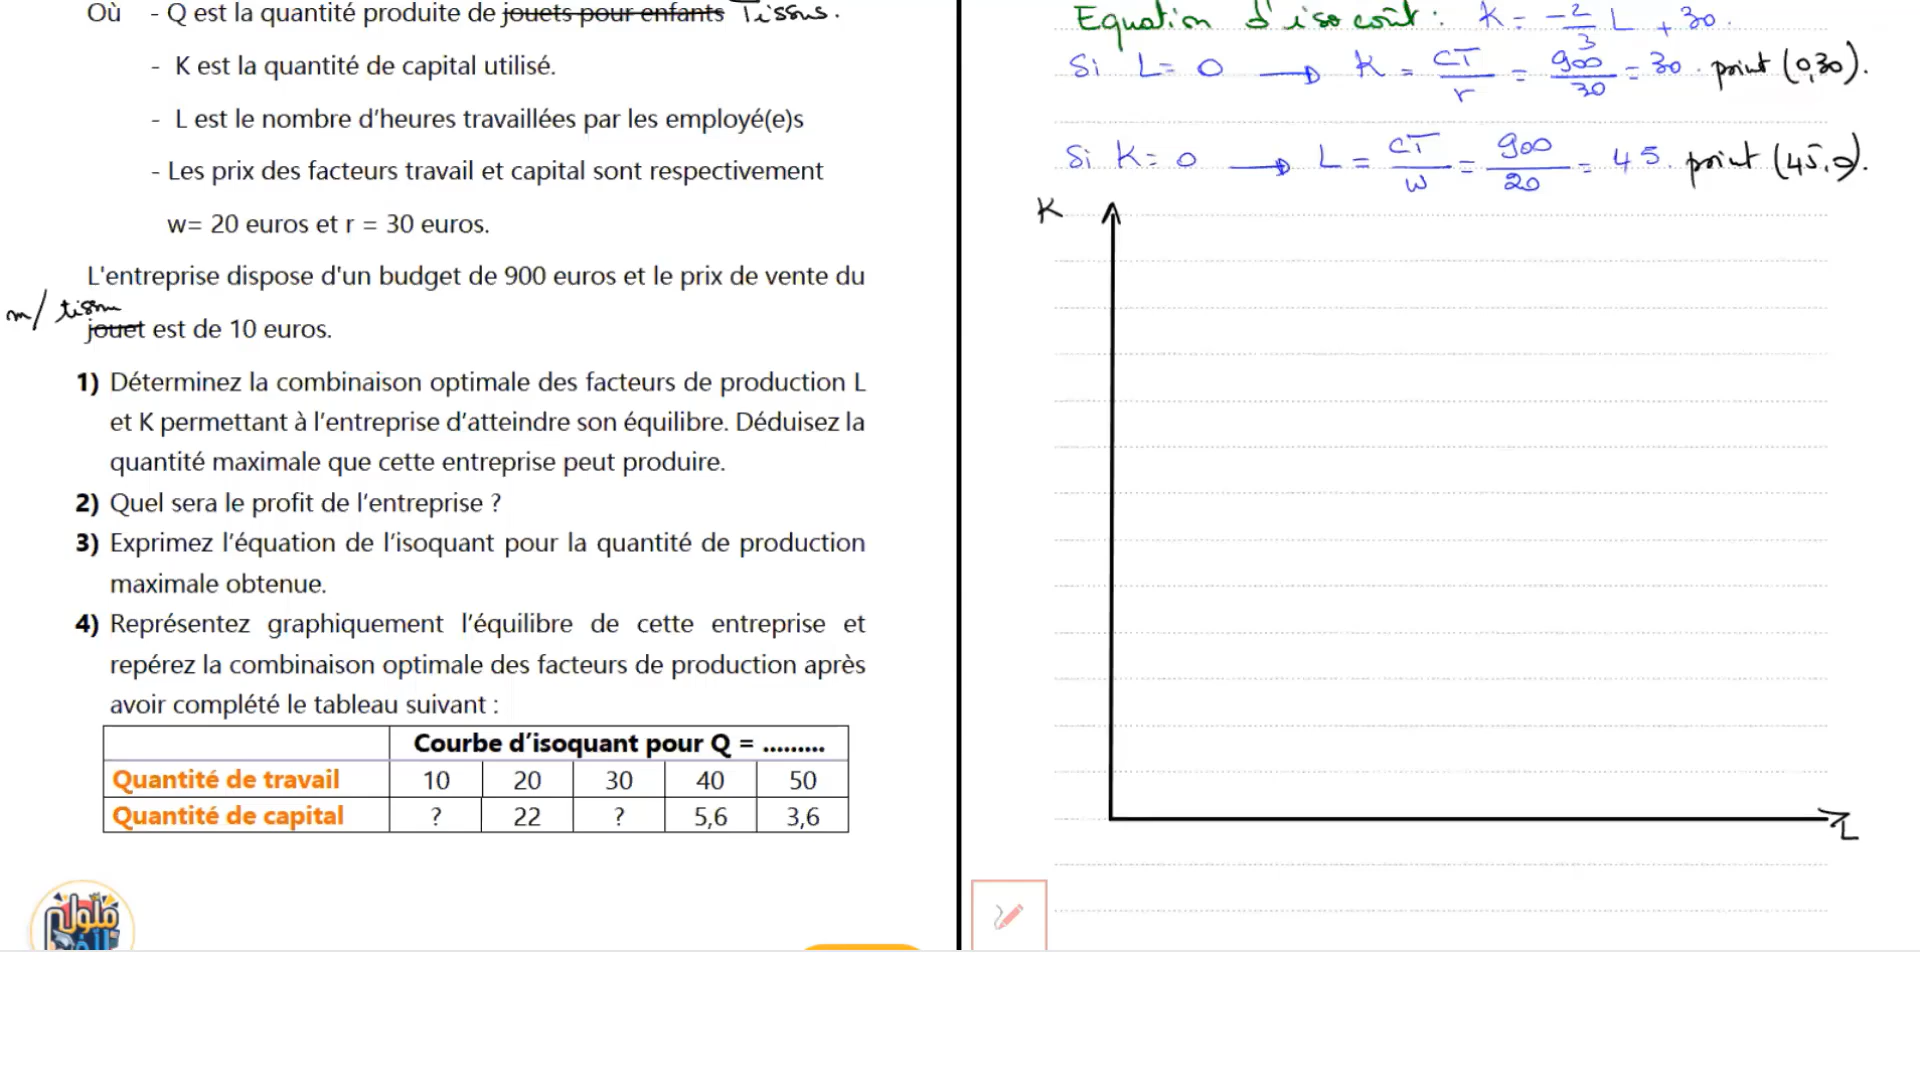 Où - Q est la quantité produite de jouets pour enfants Tissus.
- K est la quantité de capital utilisé.
- L est le nombre d’heures travaillées par les employé(e)s
- Les prix des facteurs travail et capital sont respectivement
w= 20 euros et r = 30 euros.
L'entreprise dispose d'un budget de 900 euros et le prix de vente du
m/ tissu
jouet est de 10 euros.
1) Déterminez la combinaison optimale des facteurs de production L
et K permettant à l’entreprise d’atteindre son équilibre. Déduisez la
quantité maximale que cette entreprise peut produire.
2) Quel sera le profit de l’entreprise ?
3) Exprimez l’équation de l’isoquant pour la quantité de production
maximale obtenue.
4) Représentez graphiquement l’équilibre de cette entreprise et
repérez la combinaison optimale des facteurs de production après
avoir complété le tableau suivant :
Courbe d’isoquant pour Q = .........
Quantité de travail 10 20 30 40 50
Quantité de capital ? 22 ? 5,6 3,6
Equation d'iso coût : K = -2/3 L + 30.
Si L = 0 → K = CT/r = 900/30 = 30. point (0,30).
Si K = 0 → L = CT/w = 900/20 = 45. point (45,0).
K
L